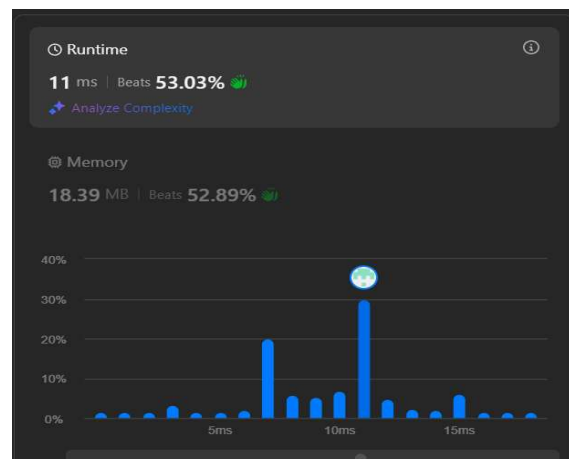 Runtime
11 ms | Beats 53.03%
Analyze Complexity
Memory
18.39 MB | Beats 52.89%
40%
30%
20%
10%
0%
5ms 10ms 15ms